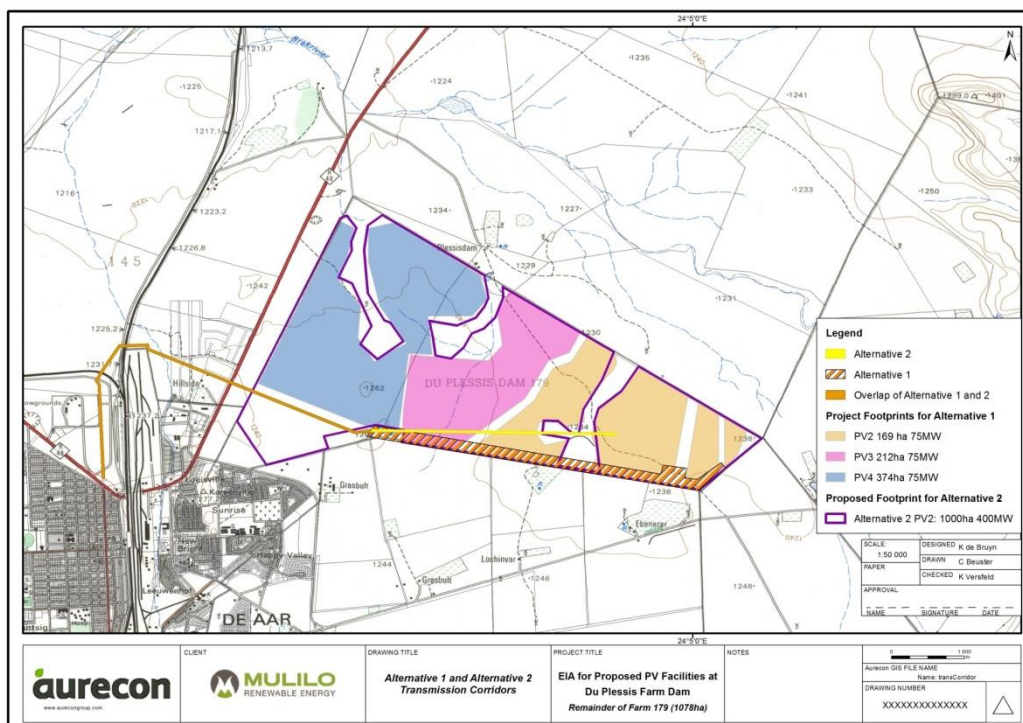 24°5'0"E
N
1213,7
Brakrivier
1225
1217,1
1224
1235
1240
1241
1399,0
1216
1220
1223,2
1226,8
145
1242
1234
1227
Plessisdam
1229
1233
1250
1231
1225,2
1230
Hillside
DU PLESSIS DAM 179
1262
1240
1236
1238
Louisville
Sunrise
Happy Valley
Leeuwenhof
DE AAR
Grasbult
1244
Grasbult
Lochinvar
1246
Ebenezer
1240
1246
Legend
Alternative 2
Alternative 1
Overlap of Alternative 1 and 2
Project Footprints for Alternative 1
PV2 169 ha 75MW
PV3 212ha 75MW
PV4 374ha 75MW
Proposed Footprint for Alternative 2
Alternative 2 PV2: 1000ha 400MW
SCALE: 1:50 000
PAPER
DESIGNED K de Bruyn
DRAWN C Beuster
CHECKED K Versfeld
APPROVAL
NAME SIGNATURE DATE
24°5'0"E
aurecon
www.aurecongroup.com
CLIENT
MULILO
RENEWABLE ENERGY
DRAWING TITLE
Alternative 1 and Alternative 2
Transmission Corridors
PROJECT TITLE
EIA for Proposed PV Facilities at
Du Plessis Farm Dam
Remainder of Farm 179 (1078ha)
NOTES
Aurecon GIS FILE NAME
Name: transCorridor
DRAWING NUMBER
XXXXXXXXXXXXXX